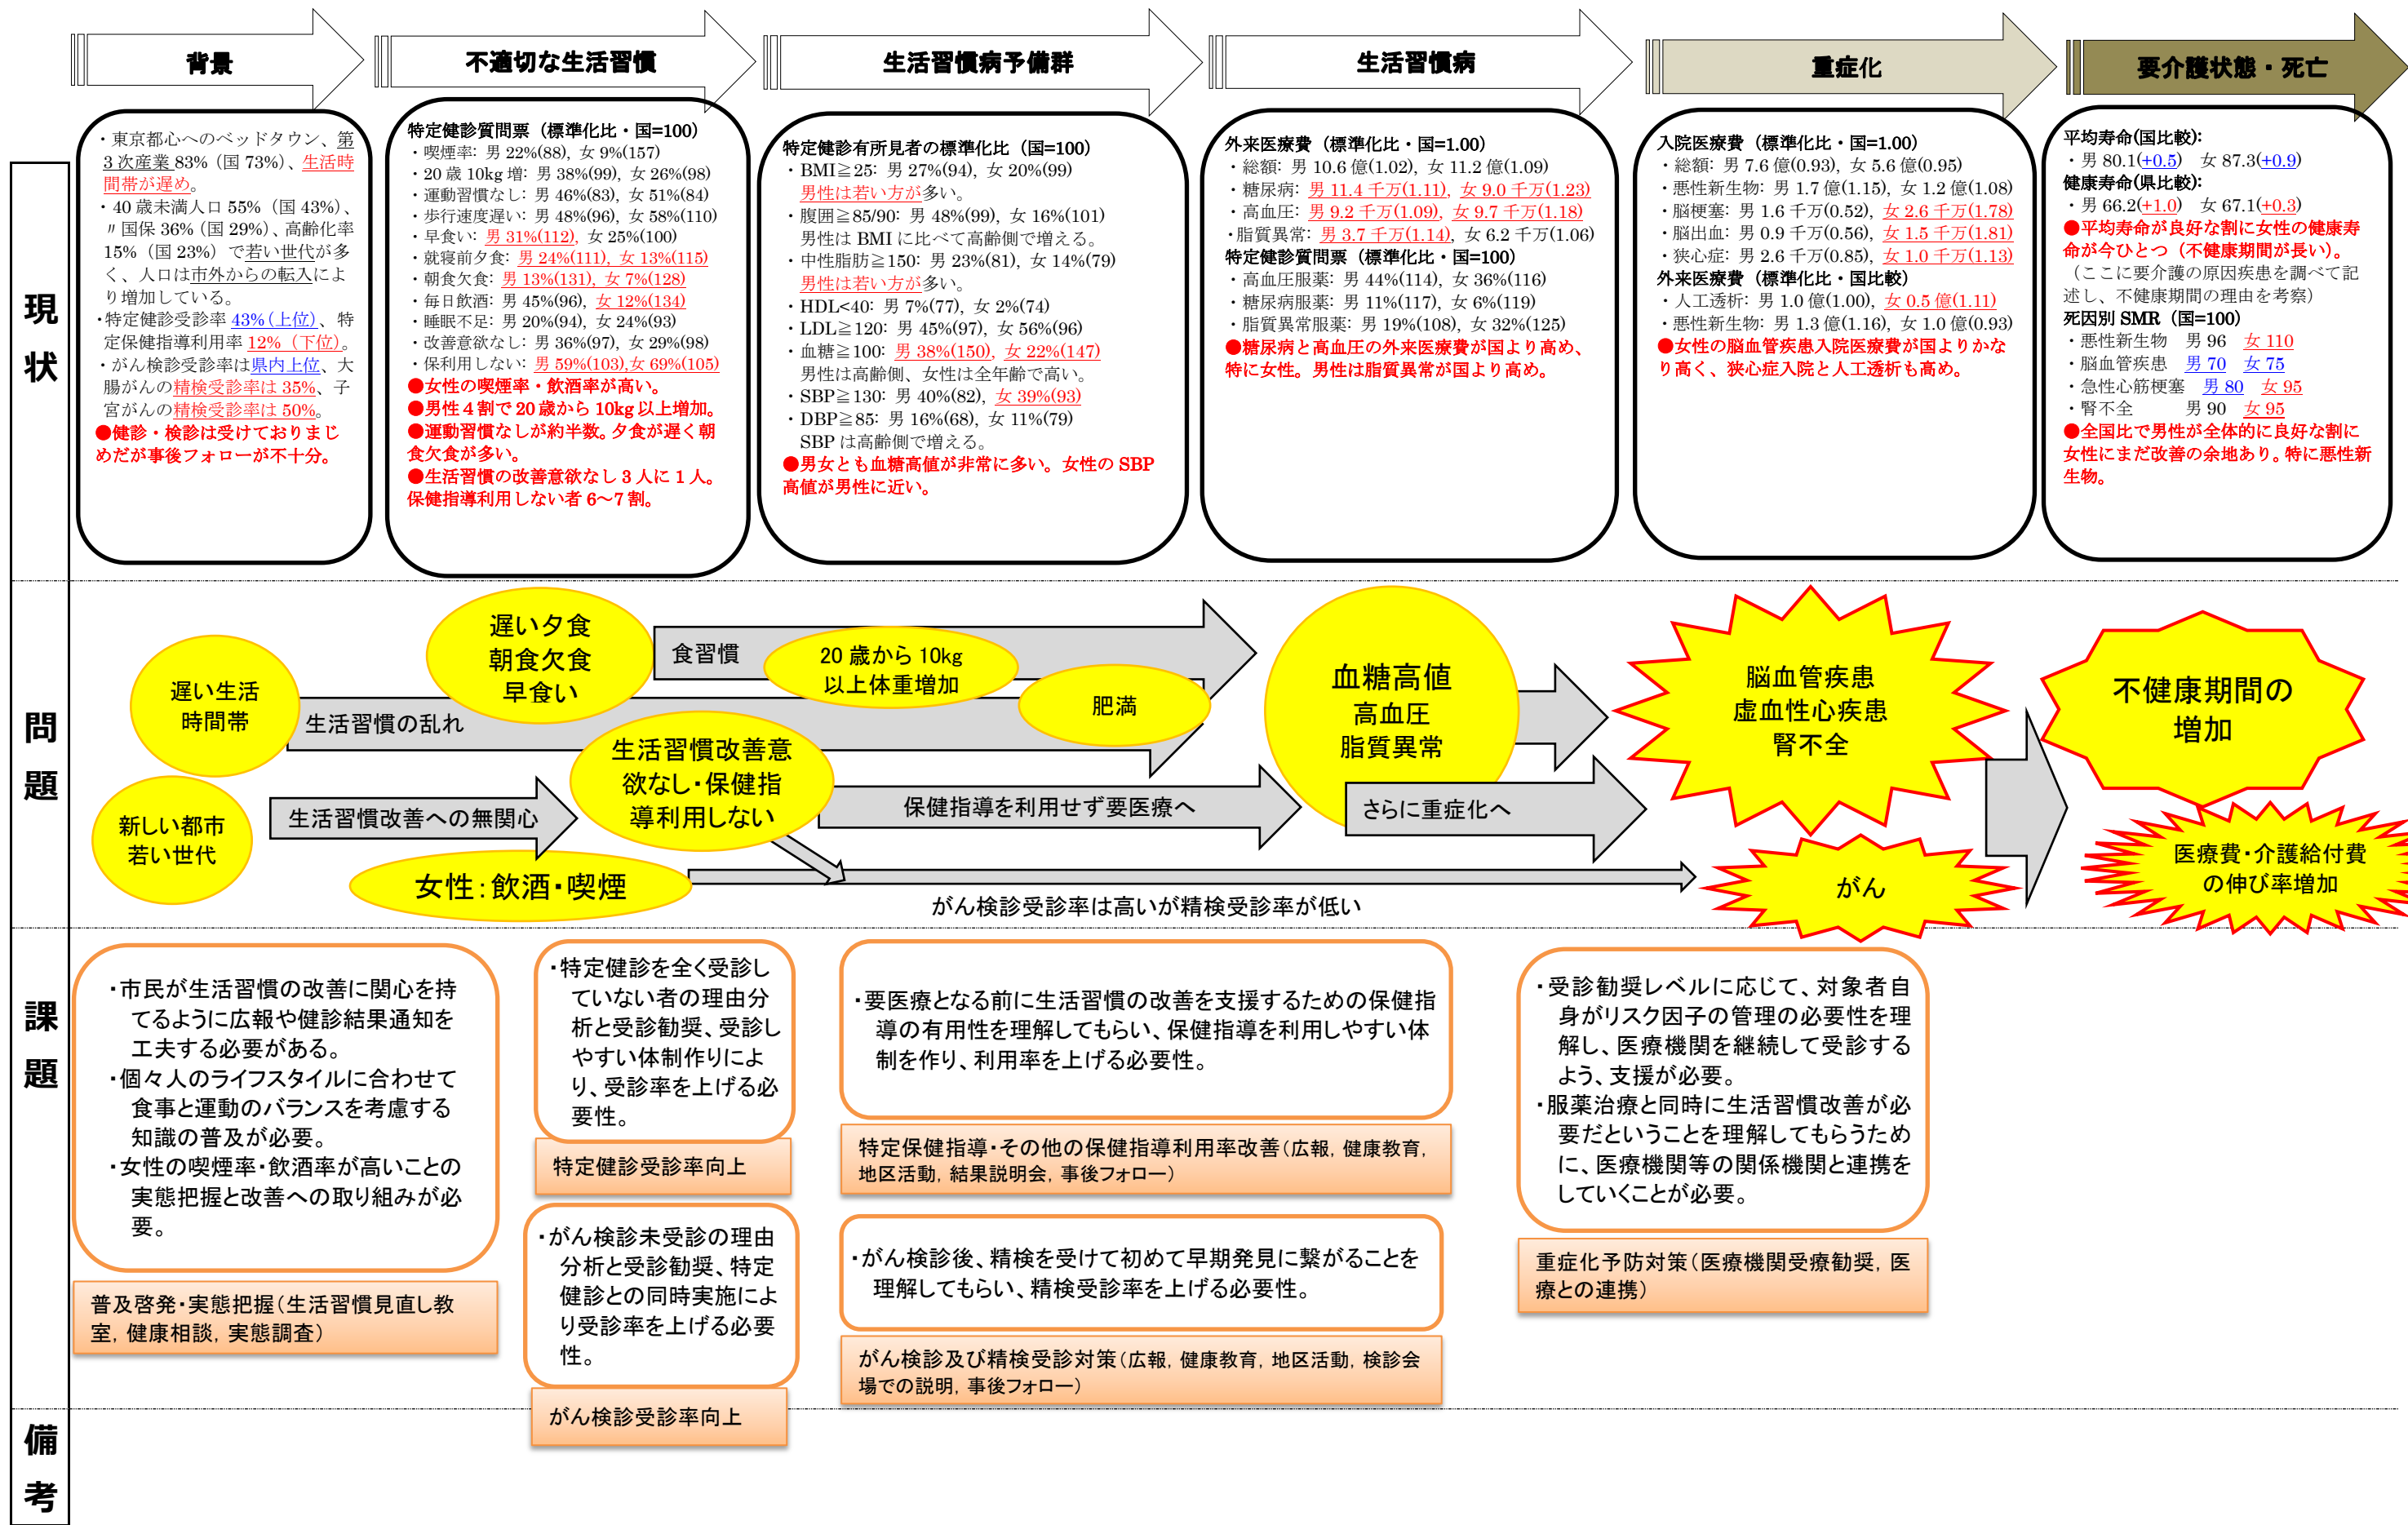 背景
不適切な生活習慣
生活習慣病予備群
生活習慣病
重症化
要介護状態・死亡
現状
・東京都心へのベッドタウン、第
3次産業83%（国73%）、生活時
間帯が遅め。
・40歳未満人口55%（国43%）、
〃国保36%（国29%）、高齢化率
15%（国23%）で若い世代が多
く、人口は市外からの転入によ
り増加している。
・特定健診受診率43%（上位）、特
定保健指導利用率12%（下位）。
・がん検診受診率は県内上位、大
腸がんの精検受診率は35%、子
宮がんの精検受診率は50%。
●健診・検診は受けておりまじ
めだが事後フォローが不十分。
特定健診質問票（標準化比・国=100）
・喫煙率: 男22%(88), 女9%(157)
・20歳10kg増: 男38%(99), 女26%(98)
・運動習慣なし: 男46%(83), 女51%(84)
・歩行速度遅い: 男48%(96), 女58%(110)
・早食い: 男31%(112), 女25%(100)
・就寝前夕食: 男24%(111), 女13%(115)
・朝食欠食: 男13%(131), 女7%(128)
・毎日飲酒: 男45%(96), 女12%(134)
・睡眠不足: 男20%(94), 女24%(93)
・改善意欲なし: 男36%(97), 女29%(98)
・保利用しない: 男59%(103),女69%(105)
●女性の喫煙率・飲酒率が高い。
●男性４割で20歳から10kg以上増加。
●運動習慣なしが約半数。夕食が遅く朝
食欠食が多い。
●生活習慣の改善意欲なし3人に1人。
保健指導利用しない者6～7割。
特定健診有所見者の標準化比（国=100）
・BMI≧25: 男27%(94), 女20%(99)
男性は若い方が多い。
・腹囲≧85/90: 男48%(99), 女16%(101)
男性はBMIに比べて高齢側で増える。
・中性脂肪≧150: 男23%(81), 女14%(79)
男性は若い方が多い。
・HDL<40: 男7%(77), 女2%(74)
・LDL≧120: 男45%(97), 女56%(96)
・血糖≧100: 男38%(150), 女22%(147)
男性は高齢側、女性は全年齢で高い。
・SBP≧130: 男40%(82), 女39%(93)
・DBP≧85: 男16%(68), 女11%(79)
SBPは高齢側で増える。
●男女とも血糖高値が非常に多い。女性のSBP
高値が男性に近い。
外来医療費（標準化比・国=1.00）
・総額: 男10.6億(1.02), 女11.2億(1.09)
・糖尿病: 男11.4千万(1.11), 女9.0千万(1.23)
・高血圧: 男9.2千万(1.09), 女9.7千万(1.18)
・脂質異常: 男3.7千万(1.14), 女6.2千万(1.06)
特定健診質問票（標準化比・国=100）
・高血圧服薬: 男44%(114), 女36%(116)
・糖尿病服薬: 男11%(117), 女6%(119)
・脂質異常服薬: 男19%(108), 女32%(125)
●糖尿病と高血圧の外来医療費が国より高め、
特に女性。男性は脂質異常が国より高め。
入院医療費（標準化比・国=1.00）
・総額: 男7.6億(0.93), 女5.6億(0.95)
・悪性新生物: 男1.7億(1.15), 女1.2億(1.08)
・脳梗塞: 男1.6千万(0.52), 女2.6千万(1.78)
・脳出血: 男0.9千万(0.56), 女1.5千万(1.81)
・狭心症: 男2.6千万(0.85), 女1.0千万(1.13)
外来医療費（標準化比・国比較）
・人工透析: 男1.0億(1.00), 女0.5億(1.11)
・悪性新生物: 男1.3億(1.16), 女1.0億(0.93)
●女性の脳血管疾患入院医療費が国よりかな
り高く、狭心症入院と人工透析も高め。
平均寿命(国比較):
・男80.1(+0.5) 女87.3(+0.9)
健康寿命(県比較):
・男66.2(+1.0) 女67.1(+0.3)
●平均寿命が良好な割に女性の健康寿
命が今ひとつ（不健康期間が長い）。
（ここに要介護の原因疾患を調べて記
述し、不健康期間の理由を考察）
死因別SMR（国=100）
・悪性新生物 男96 女110
・脳血管疾患 男70 女75
・急性心筋梗塞 男80 女95
・腎不全 男90 女95
●全国比で男性が全体的に良好な割に
女性にまだ改善の余地あり。特に悪性新
生物。
問題
遅い生活
時間帯
新しい都市
若い世代
生活習慣の乱れ
生活習慣改善への無関心
遅い夕食
朝食欠食
早食い
食習慣
20歳から10kg
以上体重増加
肥満
生活習慣改善意
欲なし・保健指
導利用しない
保健指導を利用せず要医療へ
女性：飲酒・喫煙
がん検診受診率は高いが精検受診率が低い
血糖高値
高血圧
脂質異常
さらに重症化へ
脳血管疾患
虚血性心疾患
腎不全
がん
不健康期間の
増加
医療費・介護給付費
の伸び率増加
課題
・市民が生活習慣の改善に関心を持
てるように広報や健診結果通知を
工夫する必要がある。
・個々人のライフスタイルに合わせて
食事と運動のバランスを考慮する
知識の普及が必要。
・女性の喫煙率・飲酒率が高いことの
実態把握と改善への取り組みが必
要。
普及啓発・実態把握（生活習慣見直し教
室，健康相談，実態調査）
・特定健診を全く受診し
ていない者の理由分
析と受診勧奨、受診し
やすい体制作りによ
り、受診率を上げる必
要性。
特定健診受診率向上
・がん検診未受診の理由
分析と受診勧奨、特定
健診との同時実施によ
り受診率を上げる必要
性。
がん検診受診率向上
・要医療となる前に生活習慣の改善を支援するための保健指
導の有用性を理解してもらい、保健指導を利用しやすい体
制を作り、利用率を上げる必要性。
特定保健指導・その他の保健指導利用率改善（広報，健康教育，
地区活動，結果説明会，事後フォロー）
・がん検診後、精検を受けて初めて早期発見に繋がることを
理解してもらい、精検受診率を上げる必要性。
がん検診及び精検受診対策（広報，健康教育，地区活動，検診会
場での説明，事後フォロー）
・受診勧奨レベルに応じて、対象者自
身がリスク因子の管理の必要性を理
解し、医療機関を継続して受診する
よう、支援が必要。
・服薬治療と同時に生活習慣改善が必
要だということを理解してもらうため
に、医療機関等の関係機関と連携を
していくことが必要。
重症化予防対策（医療機関受療勧奨，医
療との連携）
備考